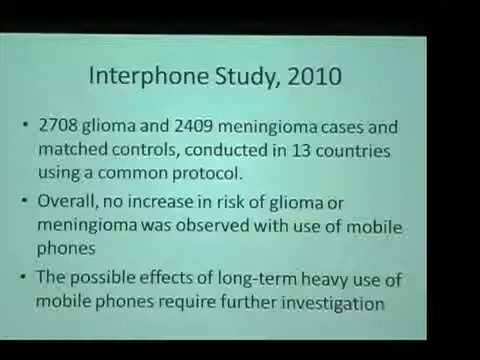 Interphone Study, 2010
• 2708 glioma and 2409 meningioma cases and
matched controls, conducted in 13 countries
using a common protocol.
• Overall, no increase in risk of glioma or
meningioma was observed with use of mobile
phones
• The possible effects of long-term heavy use of
mobile phones require further investigation